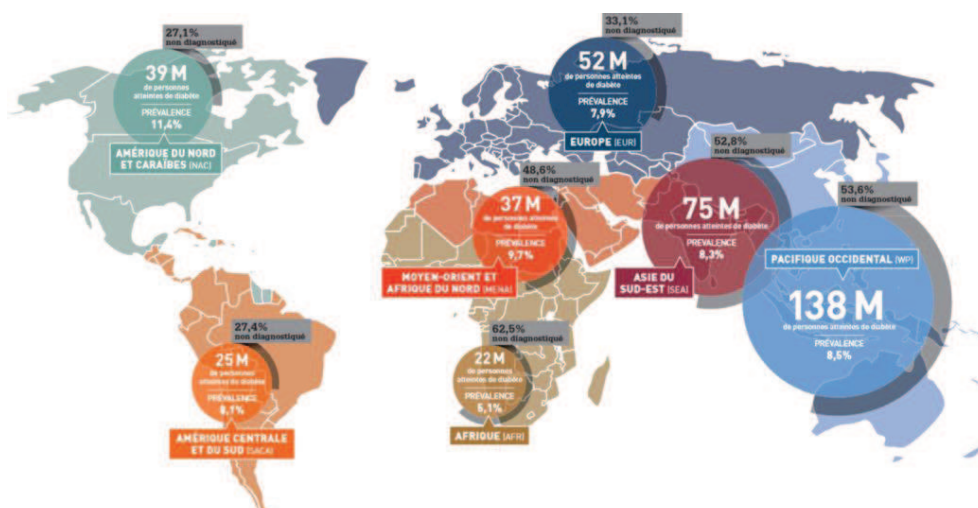 27,1%
non diagnostiqué
39 M
de personnes atteintes
de diabète
PRÉVALENCE
11,4%
AMÉRIQUE DU NORD
ET CARAÏBES (NAC)
33,1%
non diagnostiqué
52 M
de personnes atteintes
de diabète
PRÉVALENCE
7,9%
EUROPE (EUR)
48,6%
non diagnostiqué
37 M
de personnes atteintes
de diabète
PRÉVALENCE
9,7%
MOYEN-ORIENT ET
AFRIQUE DU NORD (MENA)
52,8%
non diagnostiqué
75 M
de personnes atteintes de diabète
PRÉVALENCE
8,3%
ASIE DU
SUD-EST (SEA)
53,6%
non diagnostiqué
PACIFIQUE OCCIDENTAL (WP)
138 M
de personnes atteintes de diabète
PRÉVALENCE
8,5%
27,4%
non diagnostiqué
25 M
de personnes
atteintes de diabète
PRÉVALENCE
8,1%
AMÉRIQUE CENTRALE
ET DU SUD (SACA)
62,5%
non diagnostiqué
22 M
de personnes
atteintes de diabète
PRÉVALENCE
5,1%
AFRIQUE (AFR)